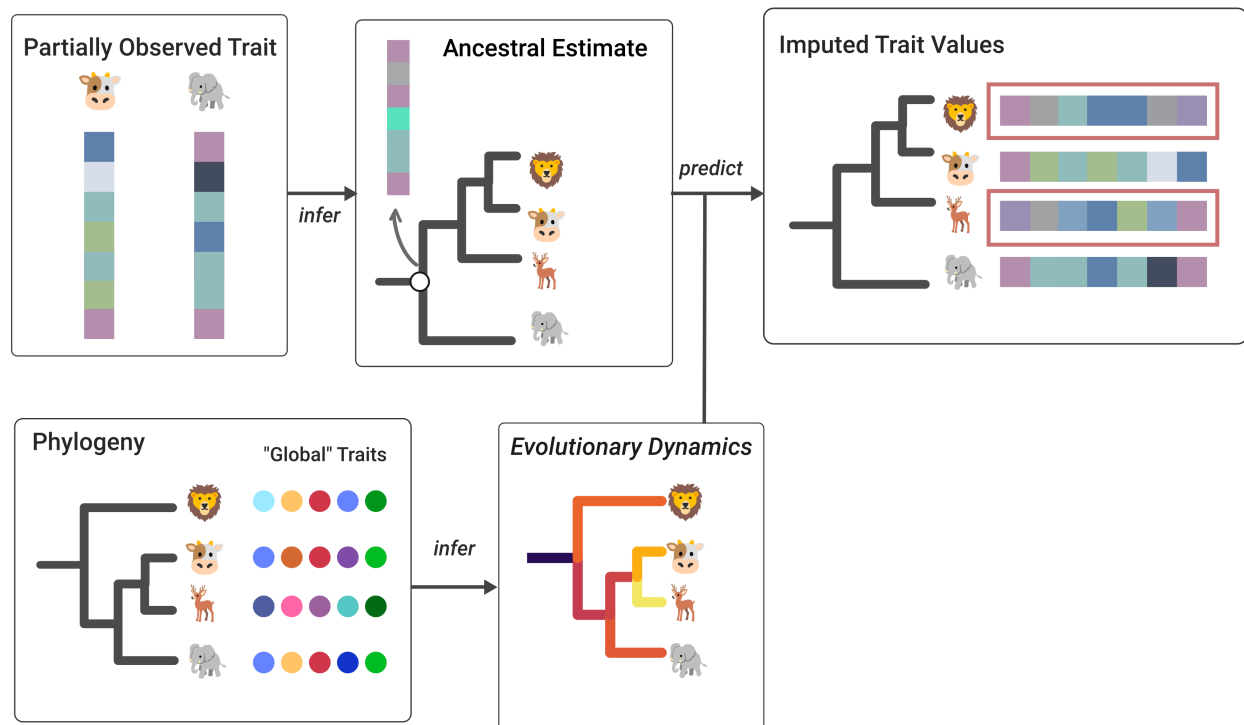 Partially Observed Trait
infer
Ancestral Estimate
predict
Imputed Trait Values
Phylogeny
"Global" Traits
infer
Evolutionary Dynamics